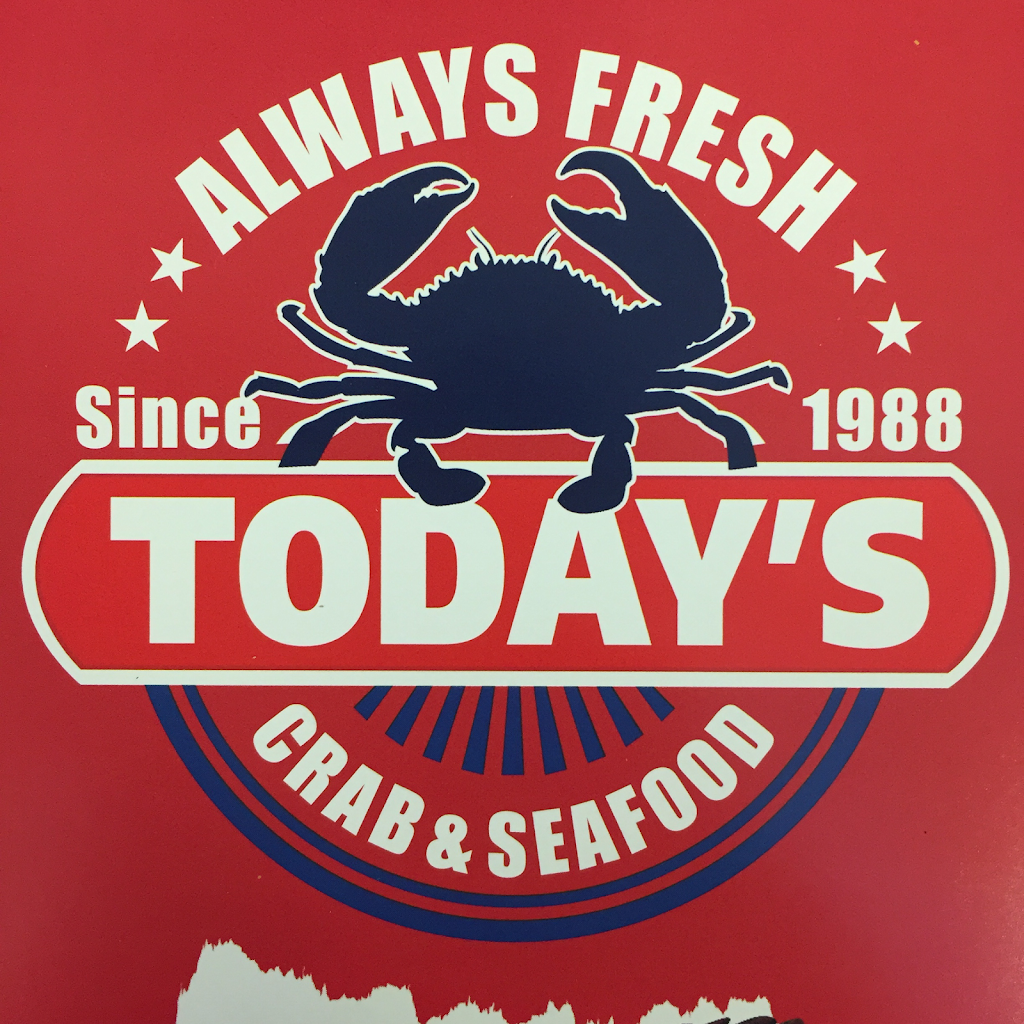 ALWAYS FRESH
Since 1988
TODAY'S
CRAB & SEAFOOD